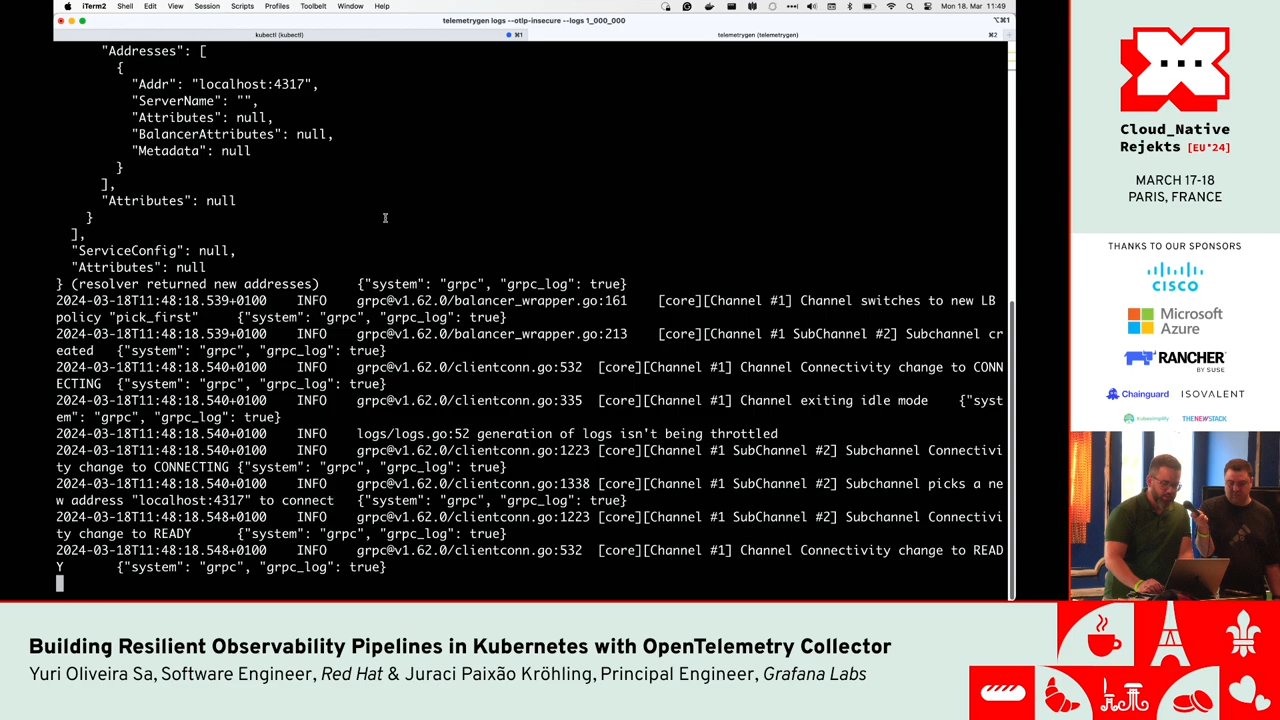 iTerm2 Shell Edit View Session Scripts Profiles Toolbelt Window Help
Mon 18. Mar 11:49
telemetrygen logs --otlp-insecure --logs 1_000_000
⌥⌘1
kubectl (kubectl) ⌘1
telemetrygen (telemetrygen) ⌘2
"Addresses": [
{
"Addr": "localhost:4317",
"ServerName": "",
"Attributes": null,
"BalancerAttributes": null,
"Metadata": null
}
],
"Attributes": null
}
],
"ServiceConfig": null,
"Attributes": null
} (resolver returned new addresses) {"system": "grpc", "grpc_log": true}
2024-03-18T11:48:18.539+0100 INFO grpc@v1.62.0/balancer_wrapper.go:161 [core][Channel #1] Channel switches to new LB
policy "pick_first" {"system": "grpc", "grpc_log": true}
2024-03-18T11:48:18.539+0100 INFO grpc@v1.62.0/balancer_wrapper.go:213 [core][Channel #1 SubChannel #2] Subchannel cr
eated {"system": "grpc", "grpc_log": true}
2024-03-18T11:48:18.540+0100 INFO grpc@v1.62.0/clientconn.go:532 [core][Channel #1] Channel Connectivity change to CONN
ECTING {"system": "grpc", "grpc_log": true}
2024-03-18T11:48:18.540+0100 INFO grpc@v1.62.0/clientconn.go:335 [core][Channel #1] Channel exiting idle mode {"syst
em": "grpc", "grpc_log": true}
2024-03-18T11:48:18.540+0100 INFO logs/logs.go:52 generation of logs isn't being throttled
2024-03-18T11:48:18.540+0100 INFO grpc@v1.62.0/clientconn.go:1223 [core][Channel #1 SubChannel #2] Subchannel Connectivi
ty change to CONNECTING {"system": "grpc", "grpc_log": true}
2024-03-18T11:48:18.540+0100 INFO grpc@v1.62.0/clientconn.go:1338 [core][Channel #1 SubChannel #2] Subchannel picks a ne
w address "localhost:4317" to connect {"system": "grpc", "grpc_log": true}
2024-03-18T11:48:18.548+0100 INFO grpc@v1.62.0/clientconn.go:1223 [core][Channel #1 SubChannel #2] Subchannel Connectivi
ty change to READY {"system": "grpc", "grpc_log": true}
2024-03-18T11:48:18.548+0100 INFO grpc@v1.62.0/clientconn.go:532 [core][Channel #1] Channel Connectivity change to READ
Y {"system": "grpc", "grpc_log": true}
Cloud_Native
Rejekts [EU'24]
MARCH 17-18
PARIS, FRANCE
THANKS TO OUR SPONSORS
CISCO
Microsoft
Azure
RANCHER
BY SUSE
Chainguard ISOVALENT
Kubesimplify THENEWSTACK
Building Resilient Observability Pipelines in Kubernetes with OpenTelemetry Collector
Yuri Oliveira Sa, Software Engineer, Red Hat & Juraci Paixão Kröhling, Principal Engineer, Grafana Labs